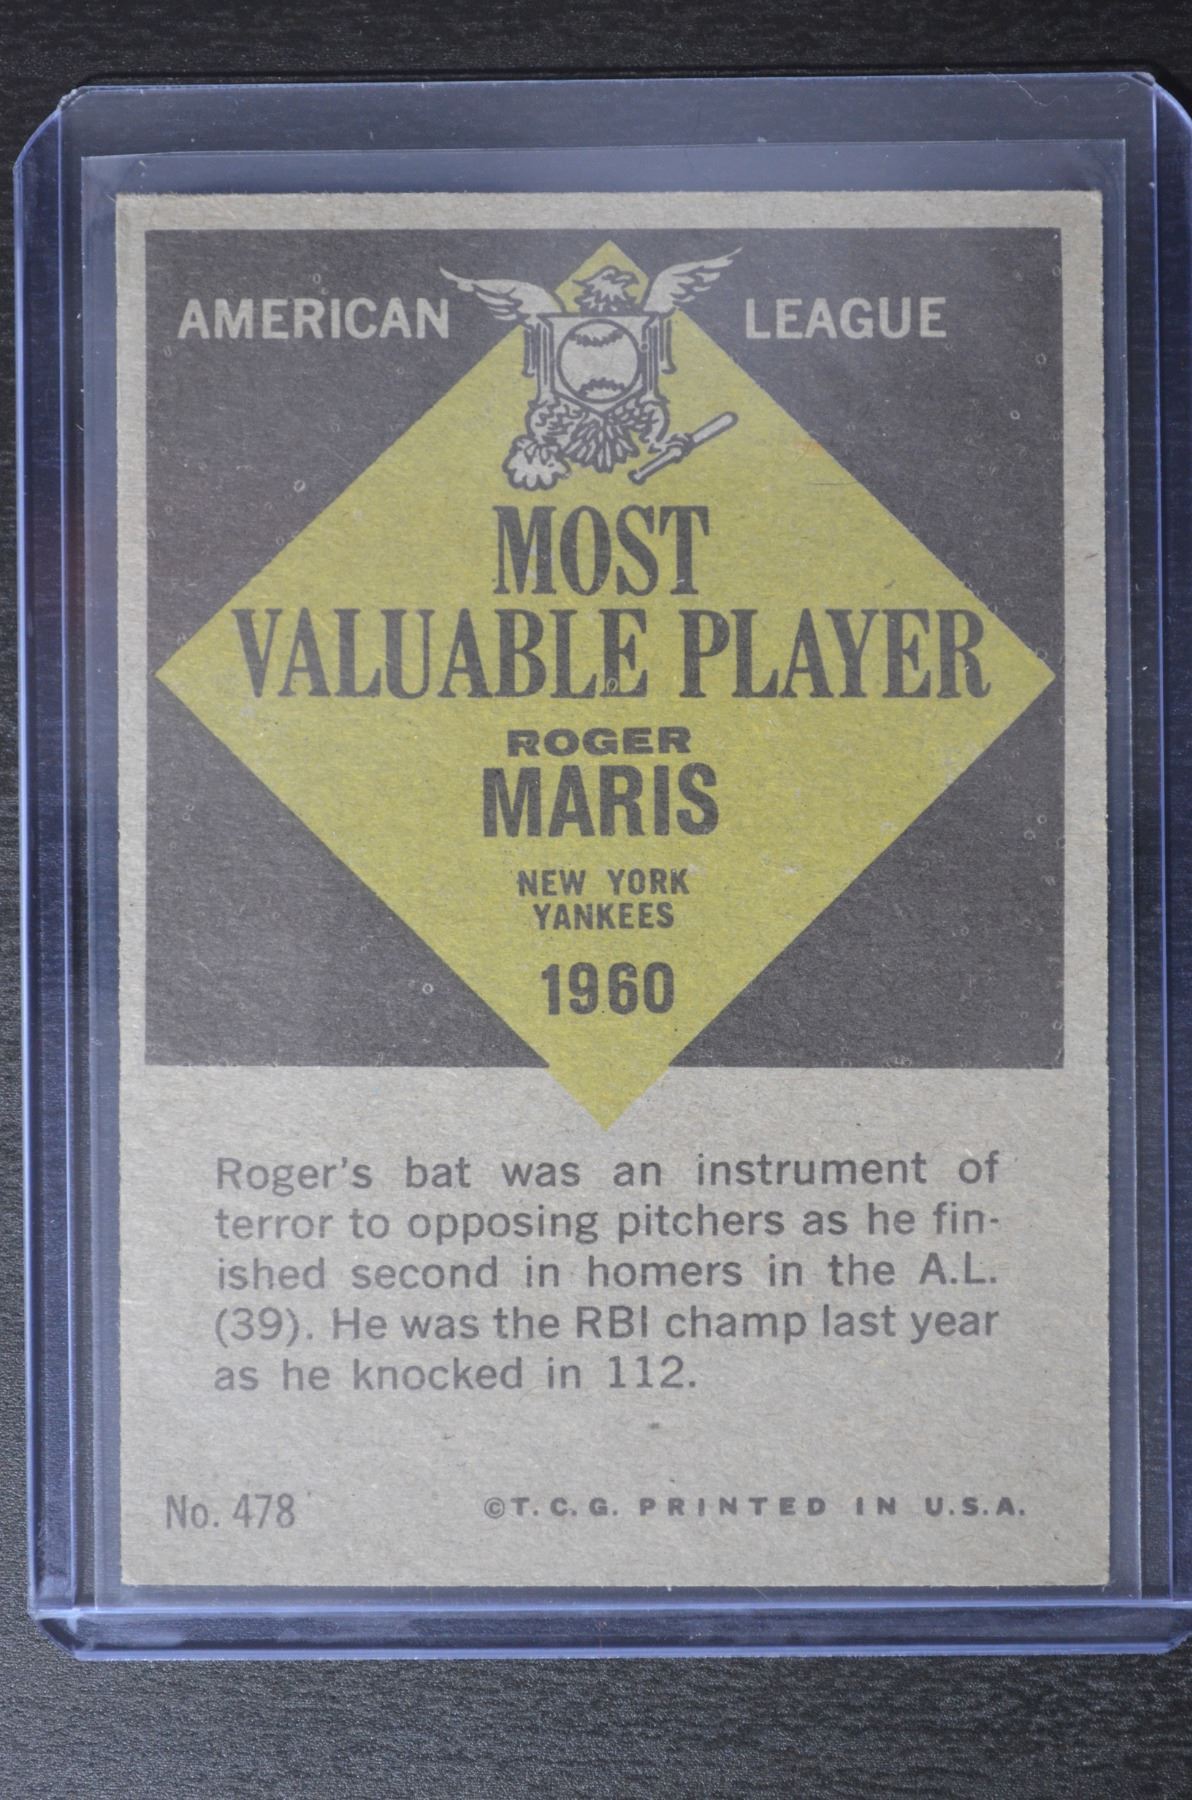 AMERICAN LEAGUE
MOST
VALUABLE PLAYER
ROGER
MARIS
NEW YORK
YANKEES
1960
Roger's bat was an instrument of
terror to opposing pitchers as he fin-
ished second in homers in the A.L.
(39). He was the RBI champ last year
as he knocked in 112.
No. 478 ©T.C.G. PRINTED IN U.S.A.